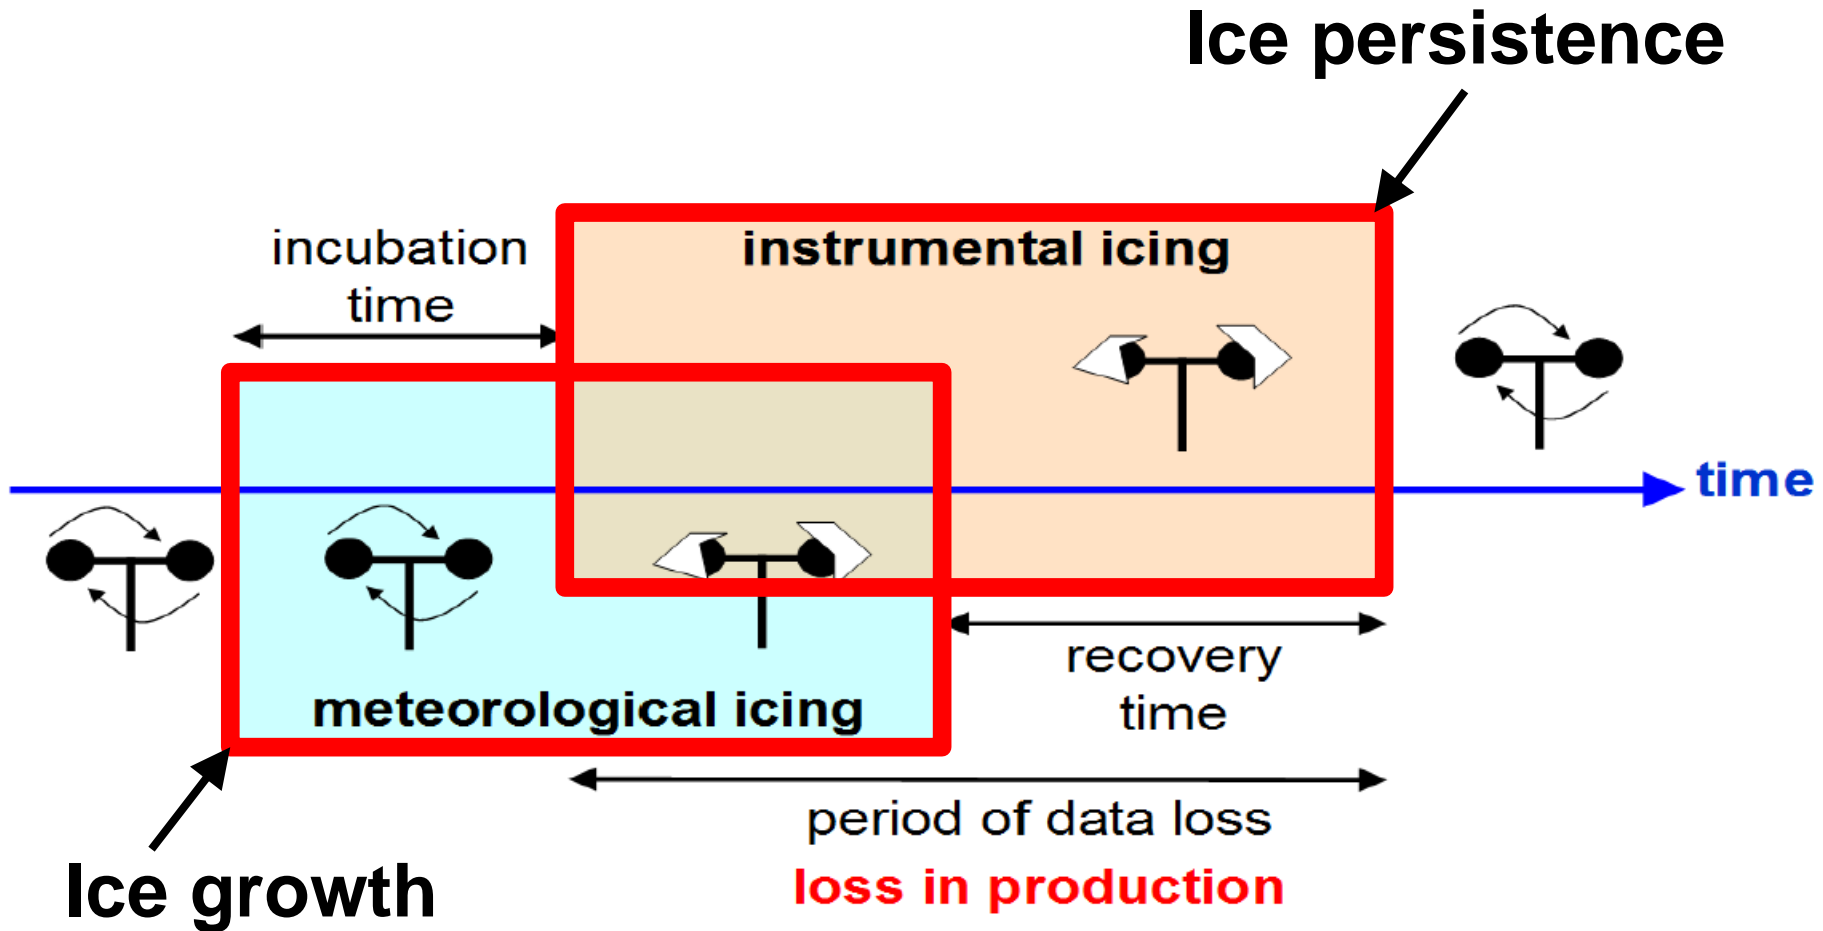 Ice persistence
incubation
time
instrumental icing
time
meteorological icing
recovery
time
period of data loss
loss in production
Ice growth